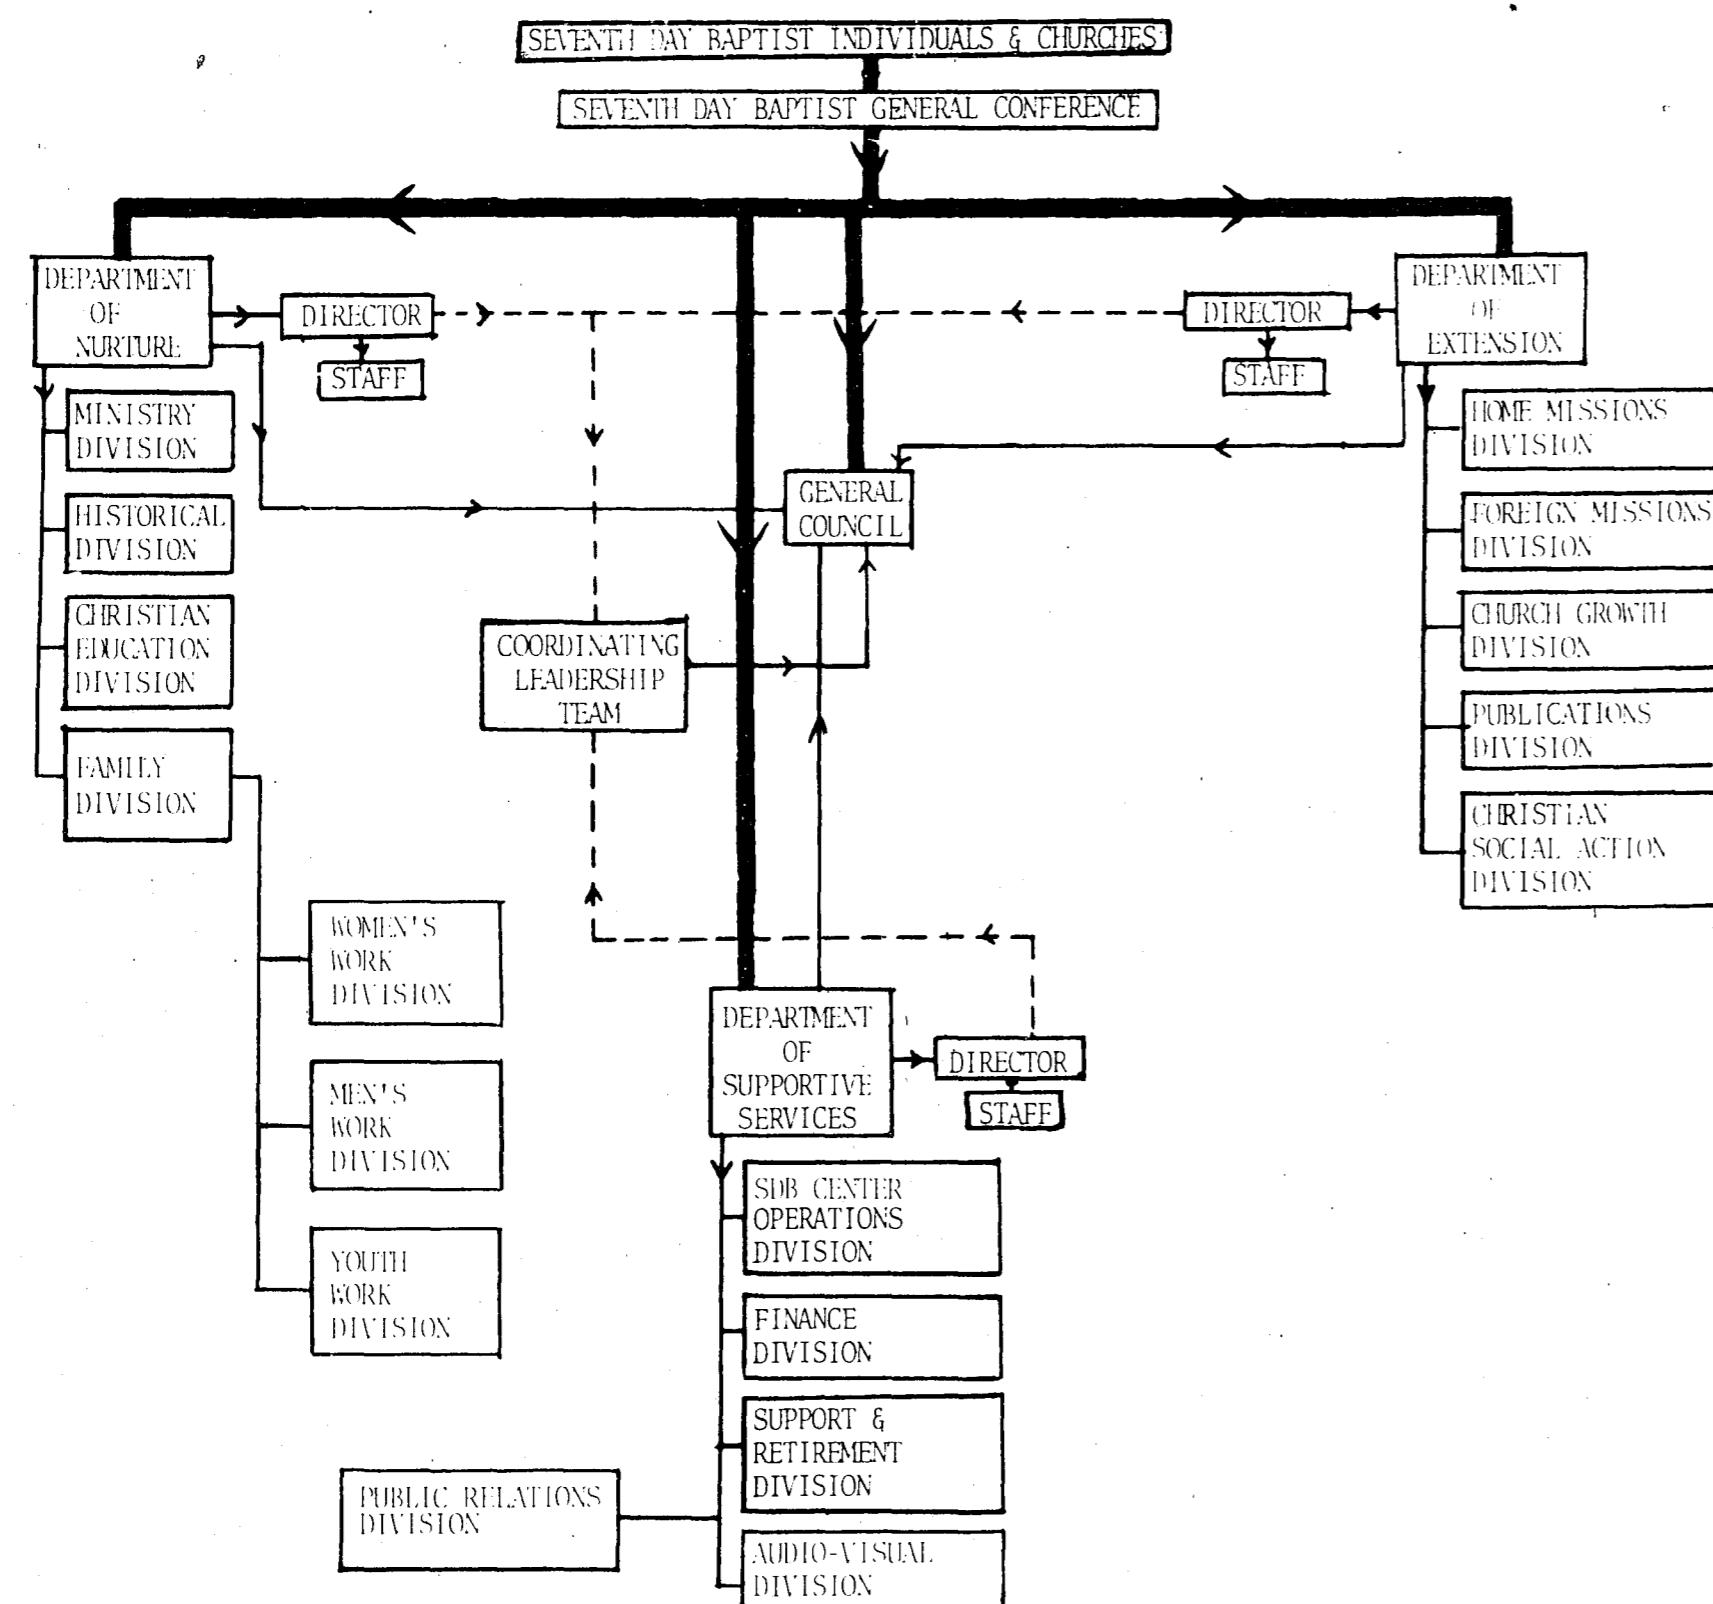 SEVENTH DAY BAPTIST INDIVIDUALS & CHURCHES
SEVENTH DAY BAPTIST GENERAL CONFERENCE
DEPARTMENT
OF
NURTURE
DIRECTOR
STAFF
MINISTRY
DIVISION
HISTORICAL
DIVISION
CHRISTIAN
EDUCATION
DIVISION
FAMILY
DIVISION
WOMEN'S
WORK
DIVISION
MEN'S
WORK
DIVISION
YOUTH
WORK
DIVISION
GENERAL
COUNCIL
COORDINATING
LEADERSHIP
TEAM
DEPARTMENT
OF
EXTENSION
DIRECTOR
STAFF
HOME MISSIONS
DIVISION
FOREIGN MISSIONS
DIVISION
CHURCH GROWTH
DIVISION
PUBLICATIONS
DIVISION
CHRISTIAN
SOCIAL ACTION
DIVISION
DEPARTMENT
OF
SUPPORTIVE
SERVICES
DIRECTOR
STAFF
SDB CENTER
OPERATIONS
DIVISION
FINANCE
DIVISION
SUPPORT &
RETIREMENT
DIVISION
PUBLIC RELATIONS
DIVISION
AUDIO-VISUAL
DIVISION